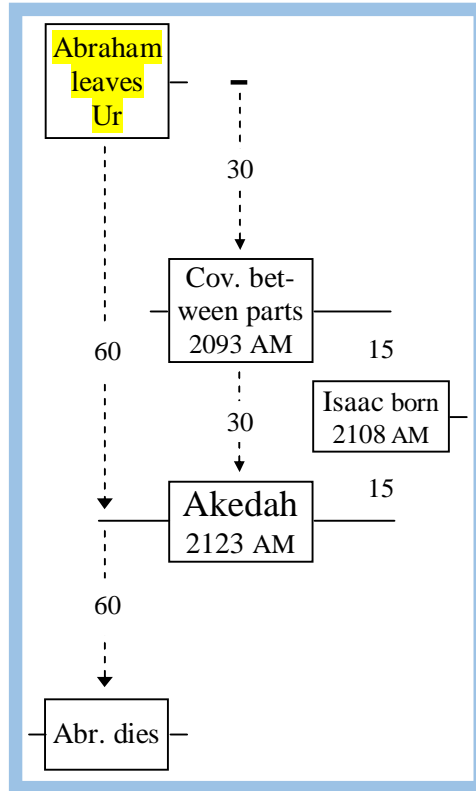 Abraham
leaves
Ur
30
Cov. bet-
ween parts
2093 AM
60
15
Isaac born
2108 AM
30
15
Akedah
2123 AM
60
Abr. dies